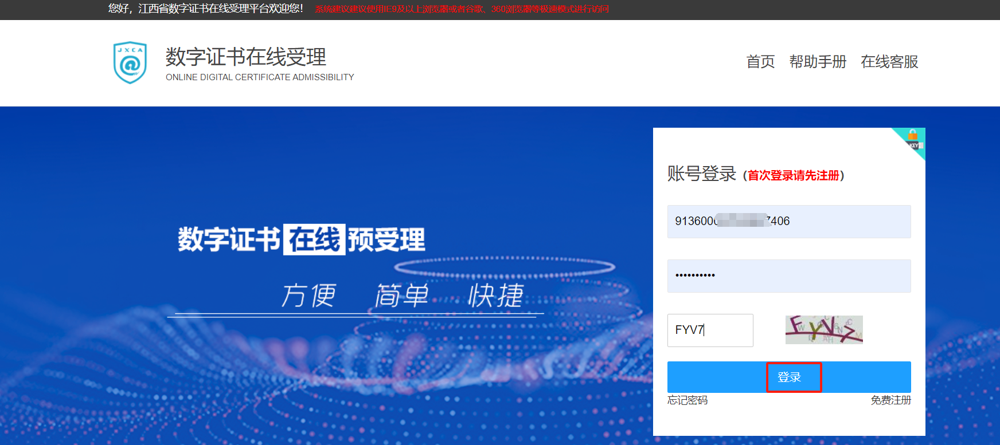 您好，江西省数字证书在线受理平台欢迎您！ 系统建议建议使用IE9及以上浏览器或者谷歌、360浏览器等极速模式进行访问
JXCA
@
数字证书在线受理
ONLINE DIGITAL CERTIFICATE ADMISSIBILITY
首页 帮助手册 在线客服
KEY
账号登录（首次登录请先注册）
913600 7406
数字证书在线预受理
方便 简单 快捷
••••••••••
FYV7
登录
忘记密码 免费注册